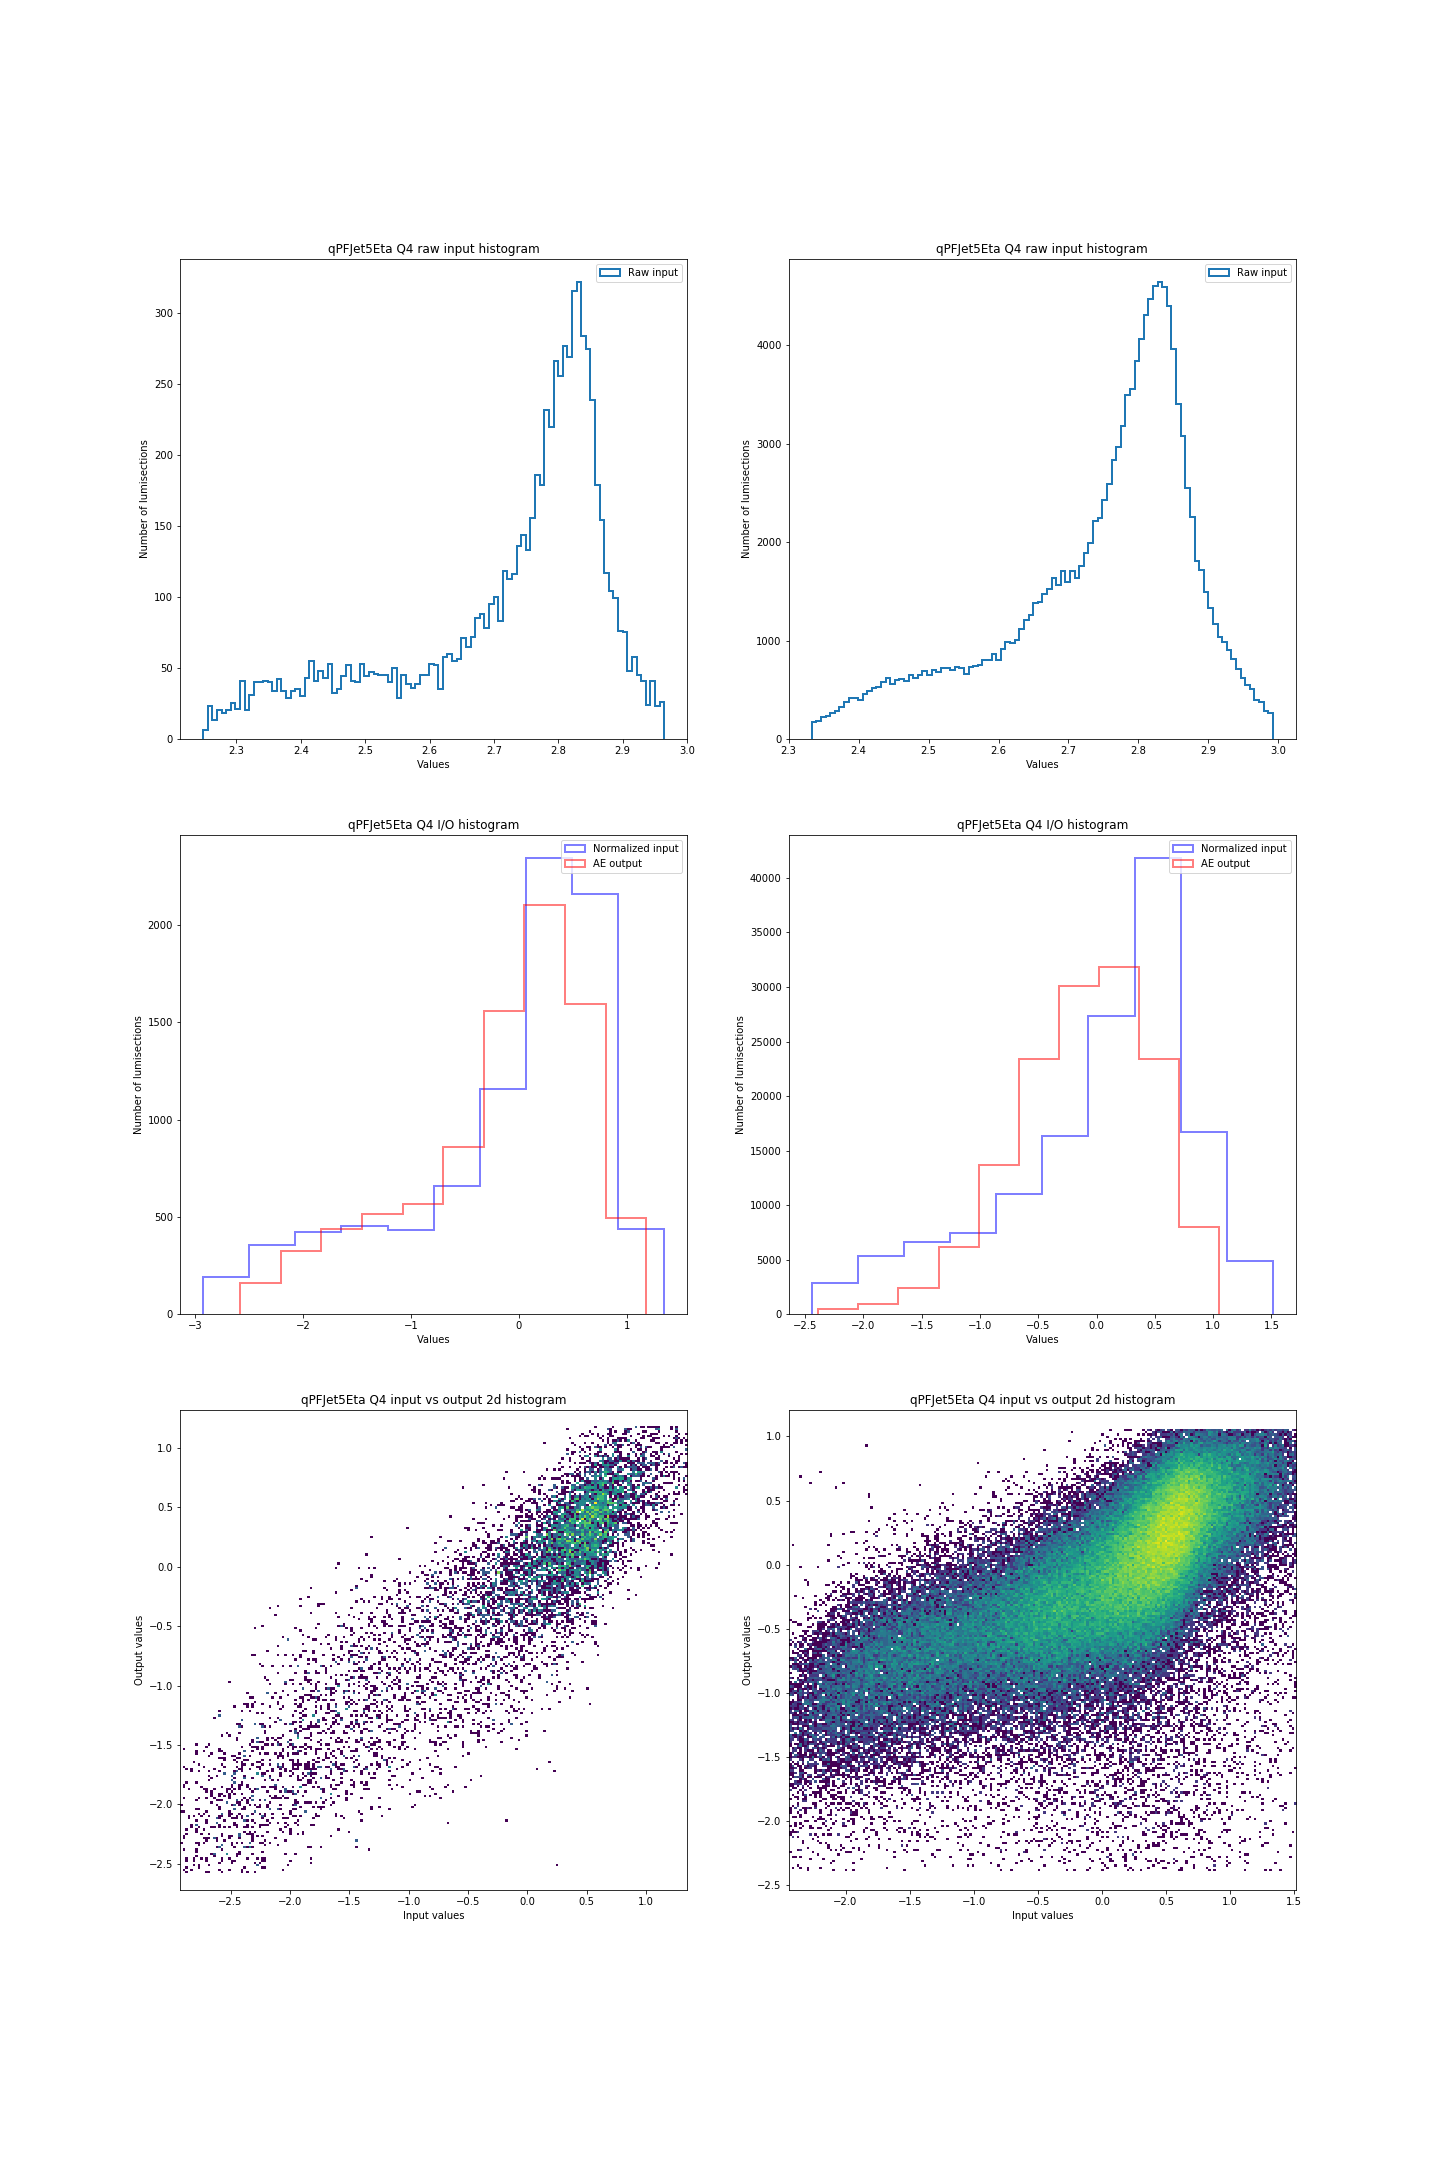 qPFJet5Eta Q4 raw input histogram
Raw input
300
250
200
150
100
50
0
Number of lumisections
2.3 2.4 2.5 2.6 2.7 2.8 2.9 3.0
Values
qPFJet5Eta Q4 raw input histogram
Raw input
4000
3000
2000
1000
0
Number of lumisections
2.3 2.4 2.5 2.6 2.7 2.8 2.9 3.0
Values
qPFJet5Eta Q4 I/O histogram
Normalized input
AE output
2000
1500
1000
500
0
Number of lumisections
−3 −2 −1 0 1
Values
qPFJet5Eta Q4 I/O histogram
Normalized input
AE output
40000
35000
30000
25000
20000
15000
10000
5000
0
Number of lumisections
−2.5 −2.0 −1.5 −1.0 −0.5 0.0 0.5 1.0 1.5
Values
qPFJet5Eta Q4 input vs output 2d histogram
1.0
0.5
0.0
−0.5
−1.0
−1.5
−2.0
−2.5
Output values
−2.5 −2.0 −1.5 −1.0 −0.5 0.0 0.5 1.0
Input values
qPFJet5Eta Q4 input vs output 2d histogram
1.0
0.5
0.0
−0.5
−1.0
−1.5
−2.0
−2.5
Output values
−2.0 −1.5 −1.0 −0.5 0.0 0.5 1.0 1.5
Input values